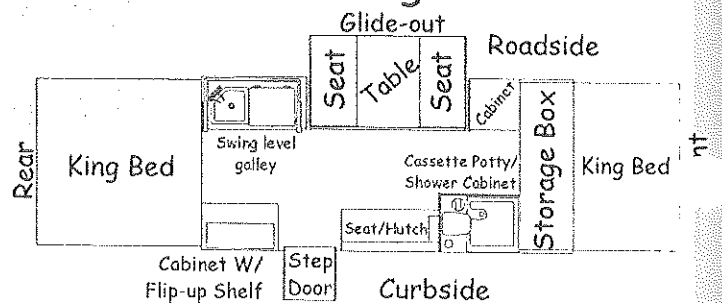 Glide-out
Roadside
Seat
Table
Seat
Cabinet
Storage Box
Rear
King Bed
Swing level
galley
Cassette Potty/
Shower Cabinet
King Bed
Seat/Hutch
Cabinet W/
Flip-up Shelf
Step
Door
Curbside